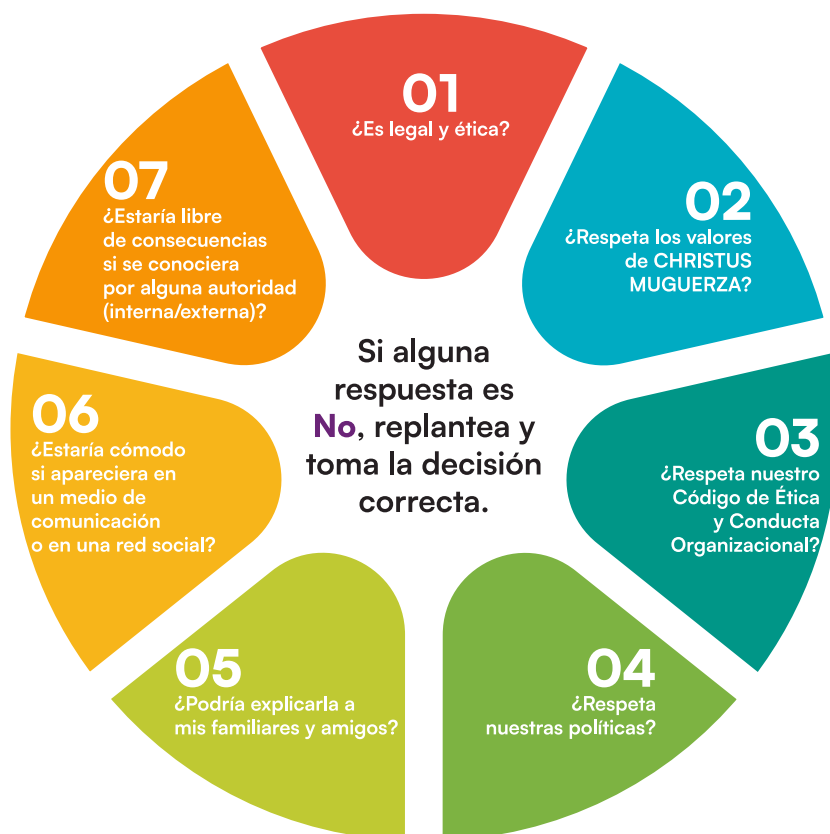 01
¿Es legal y ética?
02
¿Respeta los valores
de CHRISTUS
MUGUERZA?
03
¿Respeta nuestro
Código de Ética
y Conducta
Organizacional?
04
¿Respeta
nuestras políticas?
05
¿Podría explicarla a
mis familiares y amigos?
06
¿Estaría cómodo
si apareciera en
un medio de
comunicación
o en una red social?
07
¿Estaría libre
de consecuencias
si se conociera
por alguna autoridad
(interna/externa)?
Si alguna
respuesta es
No, replantea y
toma la decisión
correcta.